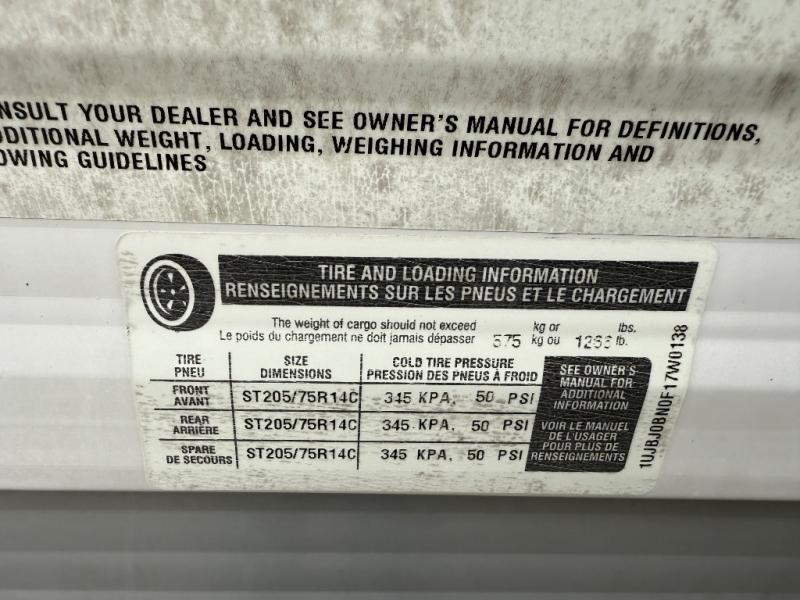 NSULT YOUR DEALER AND SEE OWNER'S MANUAL FOR DEFINITIONS,
DDITIONAL WEIGHT, LOADING, WEIGHING INFORMATION AND
OWING GUIDELINES
TIRE AND LOADING INFORMATION
RENSEIGNEMENTS SUR LES PNEUS ET LE CHARGEMENT
The weight of cargo should not exceed kg or lbs.
Le poids du chargement ne doit jamais dépasser 575 kg ou lb.
TIRE PNEU
SIZE DIMENSIONS
COLD TIRE PRESSURE
PRESSION DES PNEUS À FROID
FRONT AVANT
ST205/75R14C 345 KPA, 50 PSI
REAR ARRIÈRE
ST205/75R14C 345 KPA, 50 PSI
SPARE DE SECOURS
ST205/75R14C 345 KPA, 50 PSI
SEE OWNER'S
MANUAL FOR
ADDITIONAL
INFORMATION
VOIR LE MANUEL
DE L'USAGER
POUR PLUS DE
RENSEIGNEMENTS
1UJBJ0BN0F17W0138